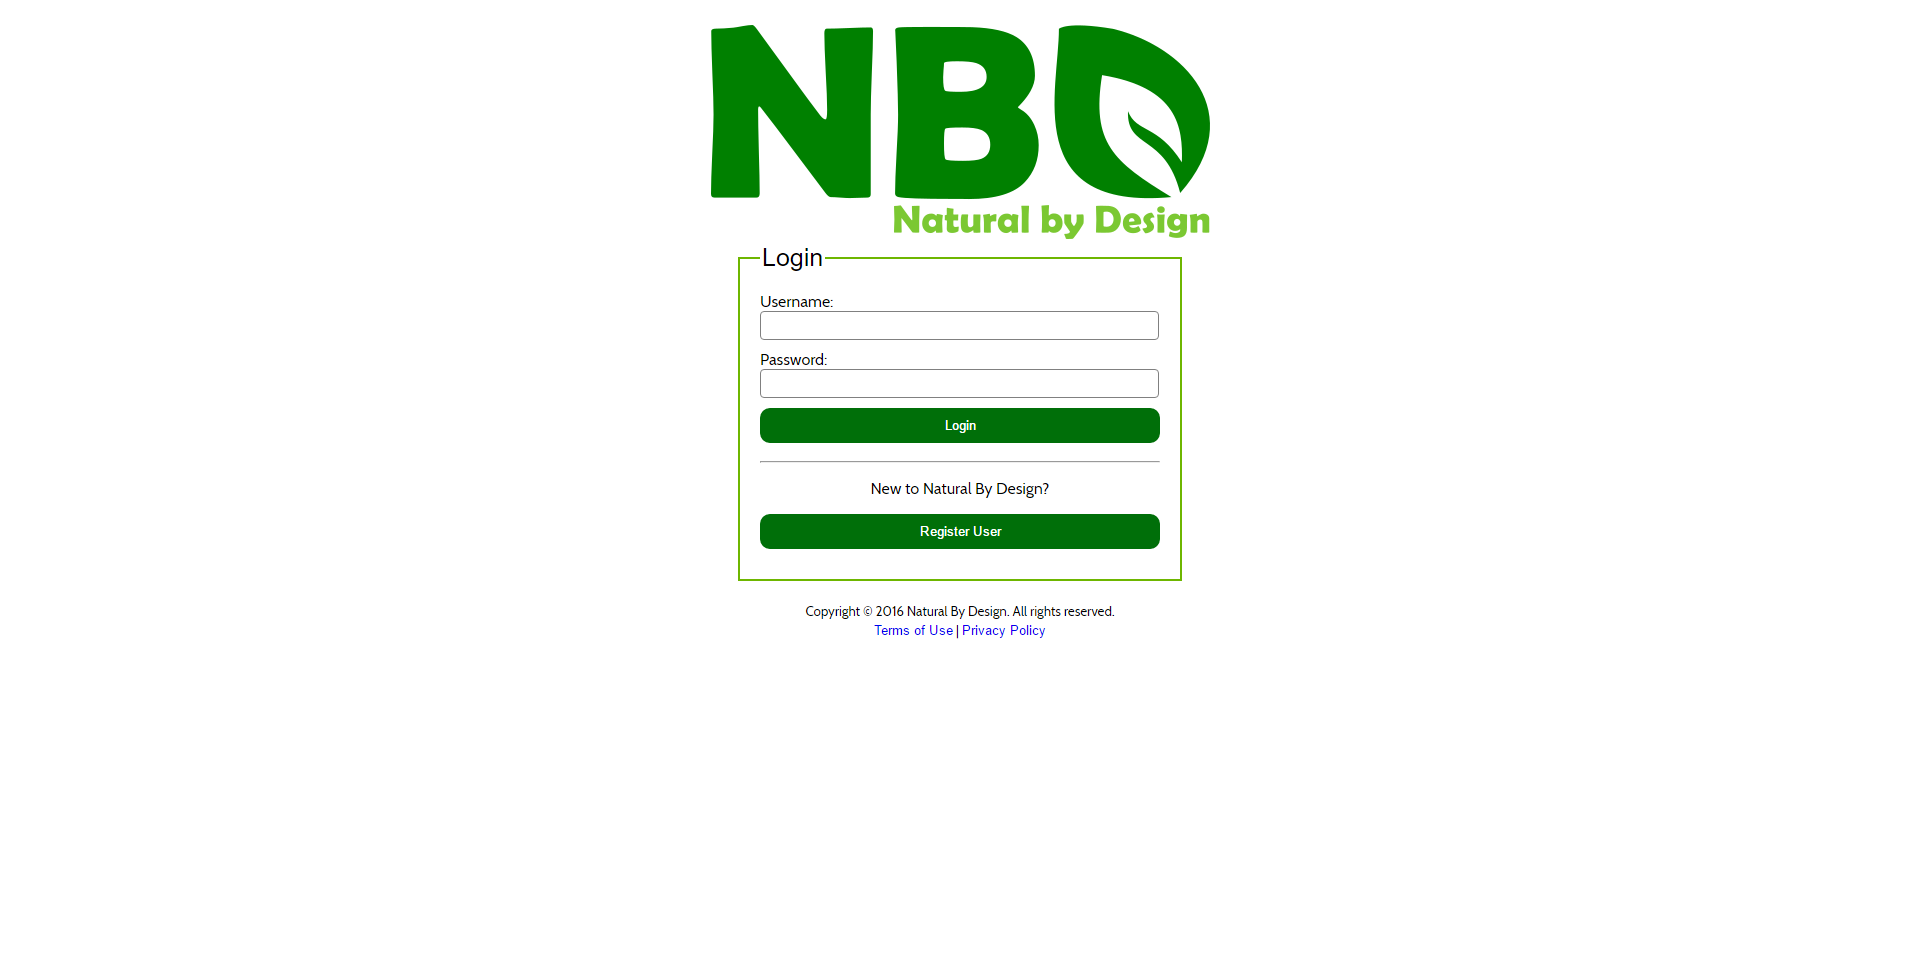 NBD
Natural by Design
Login
Username:
Password:
Login
New to Natural By Design?
Register User
Copyright © 2016 Natural By Design. All rights reserved.
Terms of Use | Privacy Policy